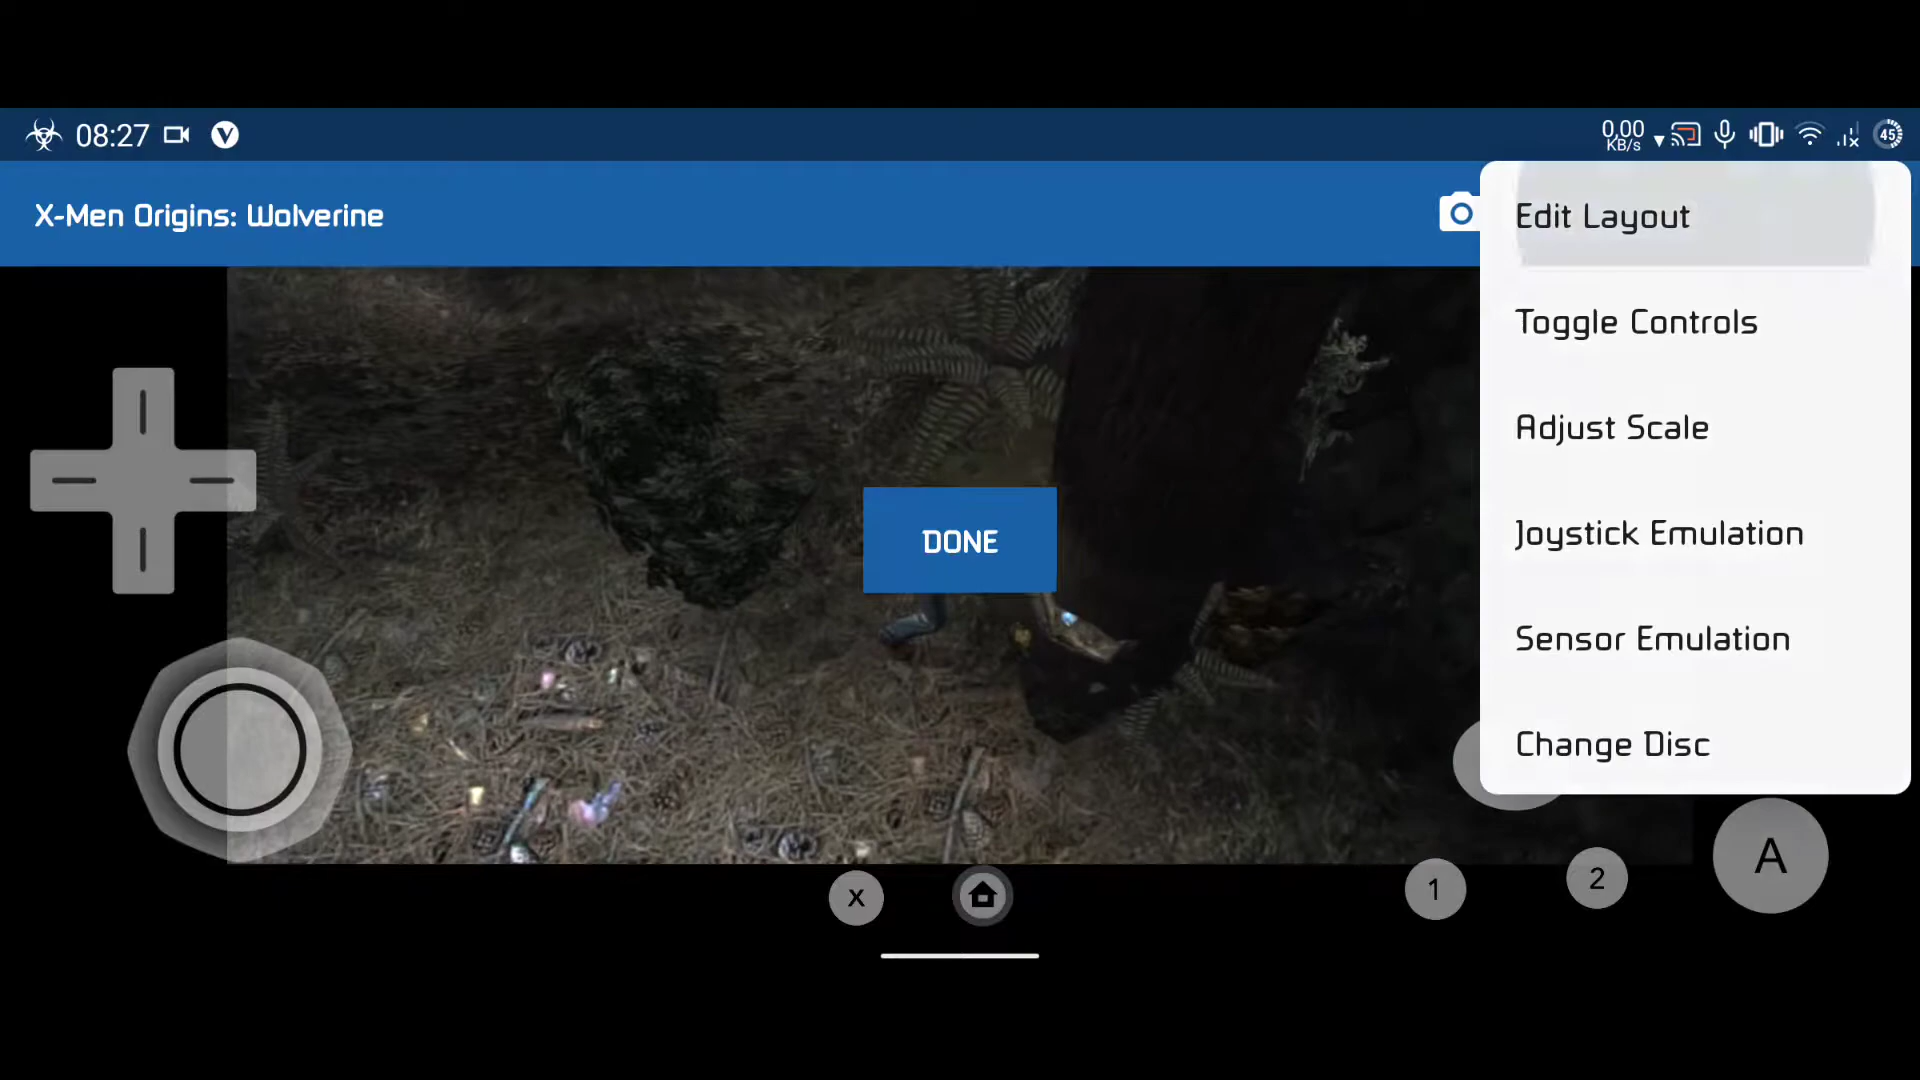 08:27
V
0,00
KB/s
45
X-Men Origins: Wolverine
Edit Layout
Toggle Controls
Adjust Scale
Joystick Emulation
Sensor Emulation
Change Disc
DONE
X
1
2
A